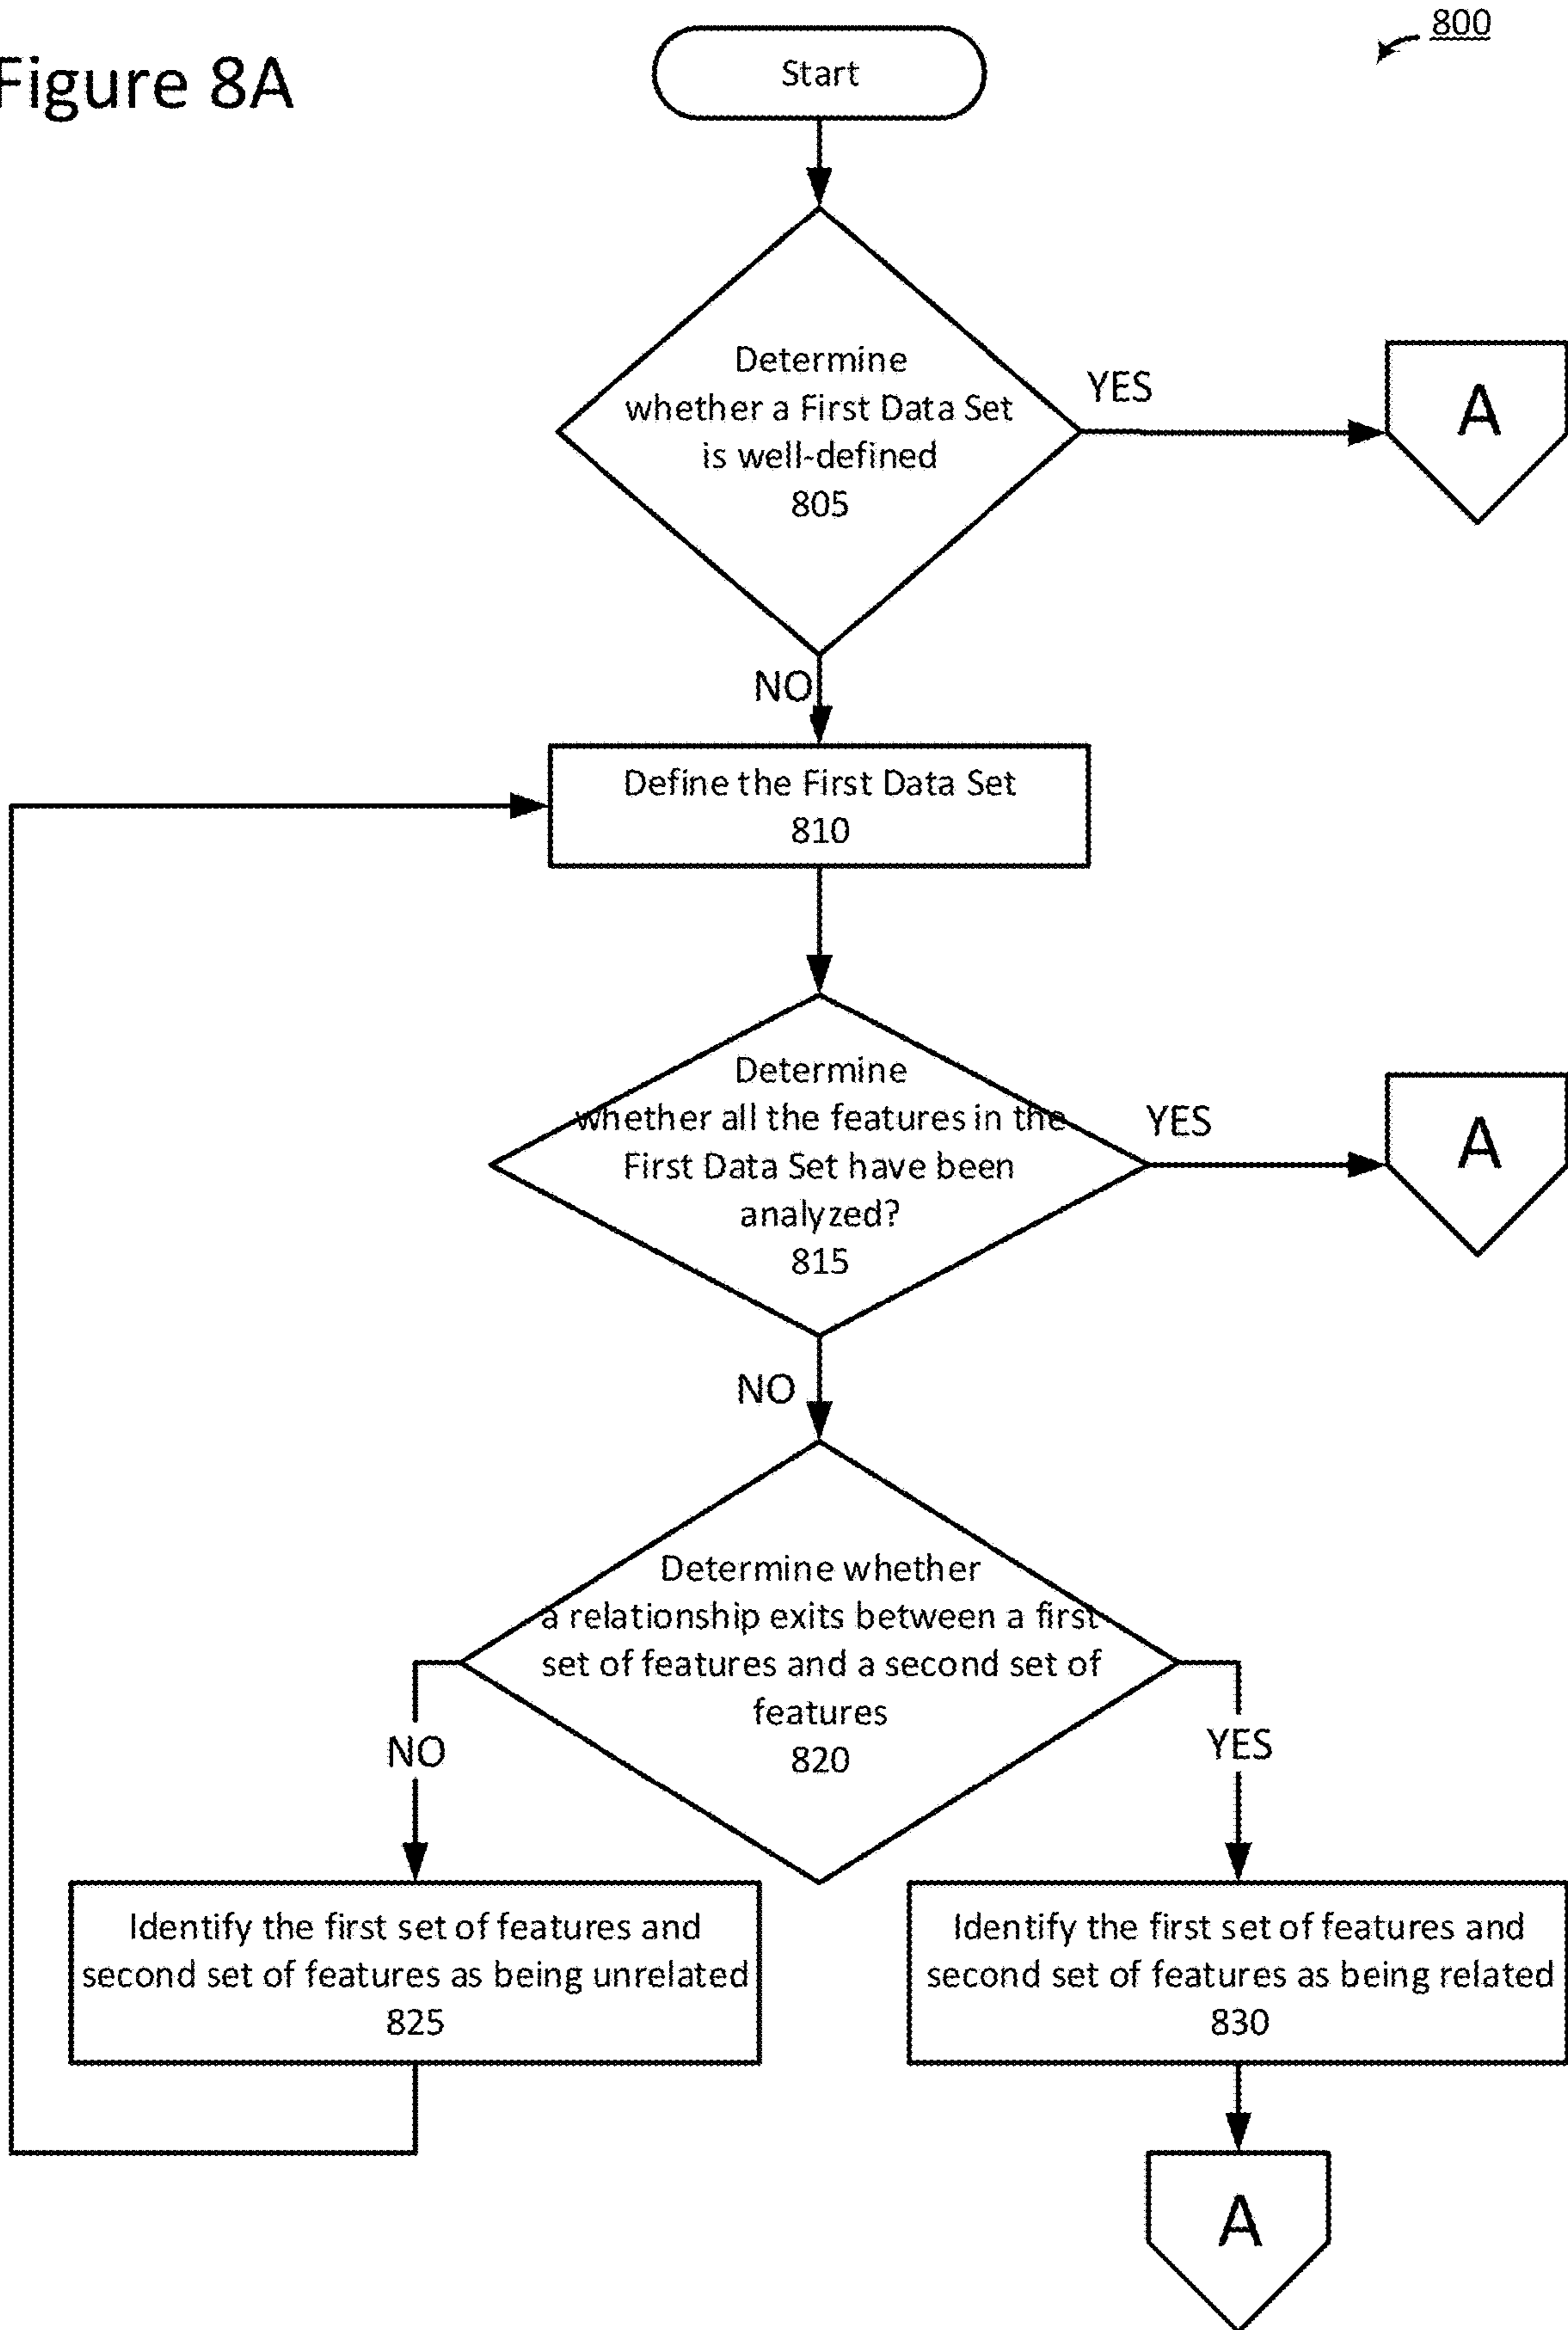 800
Figure 8A
Start
Determine
whether a First Data Set
is well-defined
805
YES
A
NO
Define the First Data Set
810
Determine
whether all the features in the
First Data Set have been
analyzed?
815
YES
A
NO
Determine whether
a relationship exits between a first
set of features and a second set of
features
820
NO
YES
Identify the first set of features and
second set of features as being unrelated
825
Identify the first set of features and
second set of features as being related
830
A